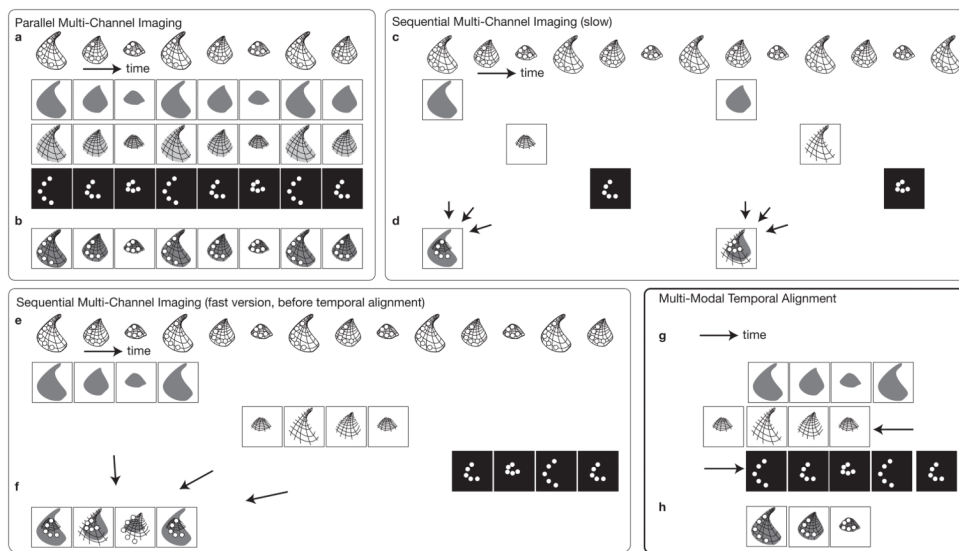 Parallel Multi-Channel Imaging
a
time
b
Sequential Multi-Channel Imaging (slow)
c
time
d
Sequential Multi-Channel Imaging (fast version, before temporal alignment)
e
time
f
Multi-Modal Temporal Alignment
g
time
h